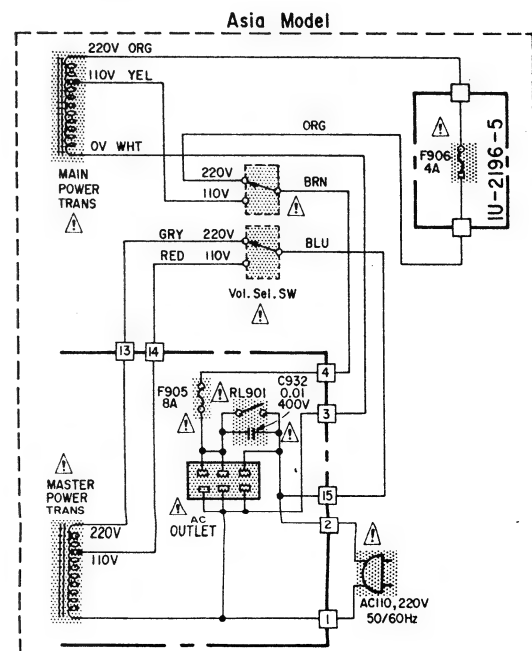 Asia Model
220V ORG
110V YEL
ORG
F906
4A
1U-2196-5
0V WHT
220V
BRN
110V
MAIN
POWER
TRANS
GRY 220V
BLU
RED 110V
Vol. Sel. SW
13 14
F905
8A
RL901
C932
0.01
400V
4
3
MASTER
POWER
TRANS
AC
OUTLET
15
2
220V
110V
AC110, 220V
50/60Hz
1